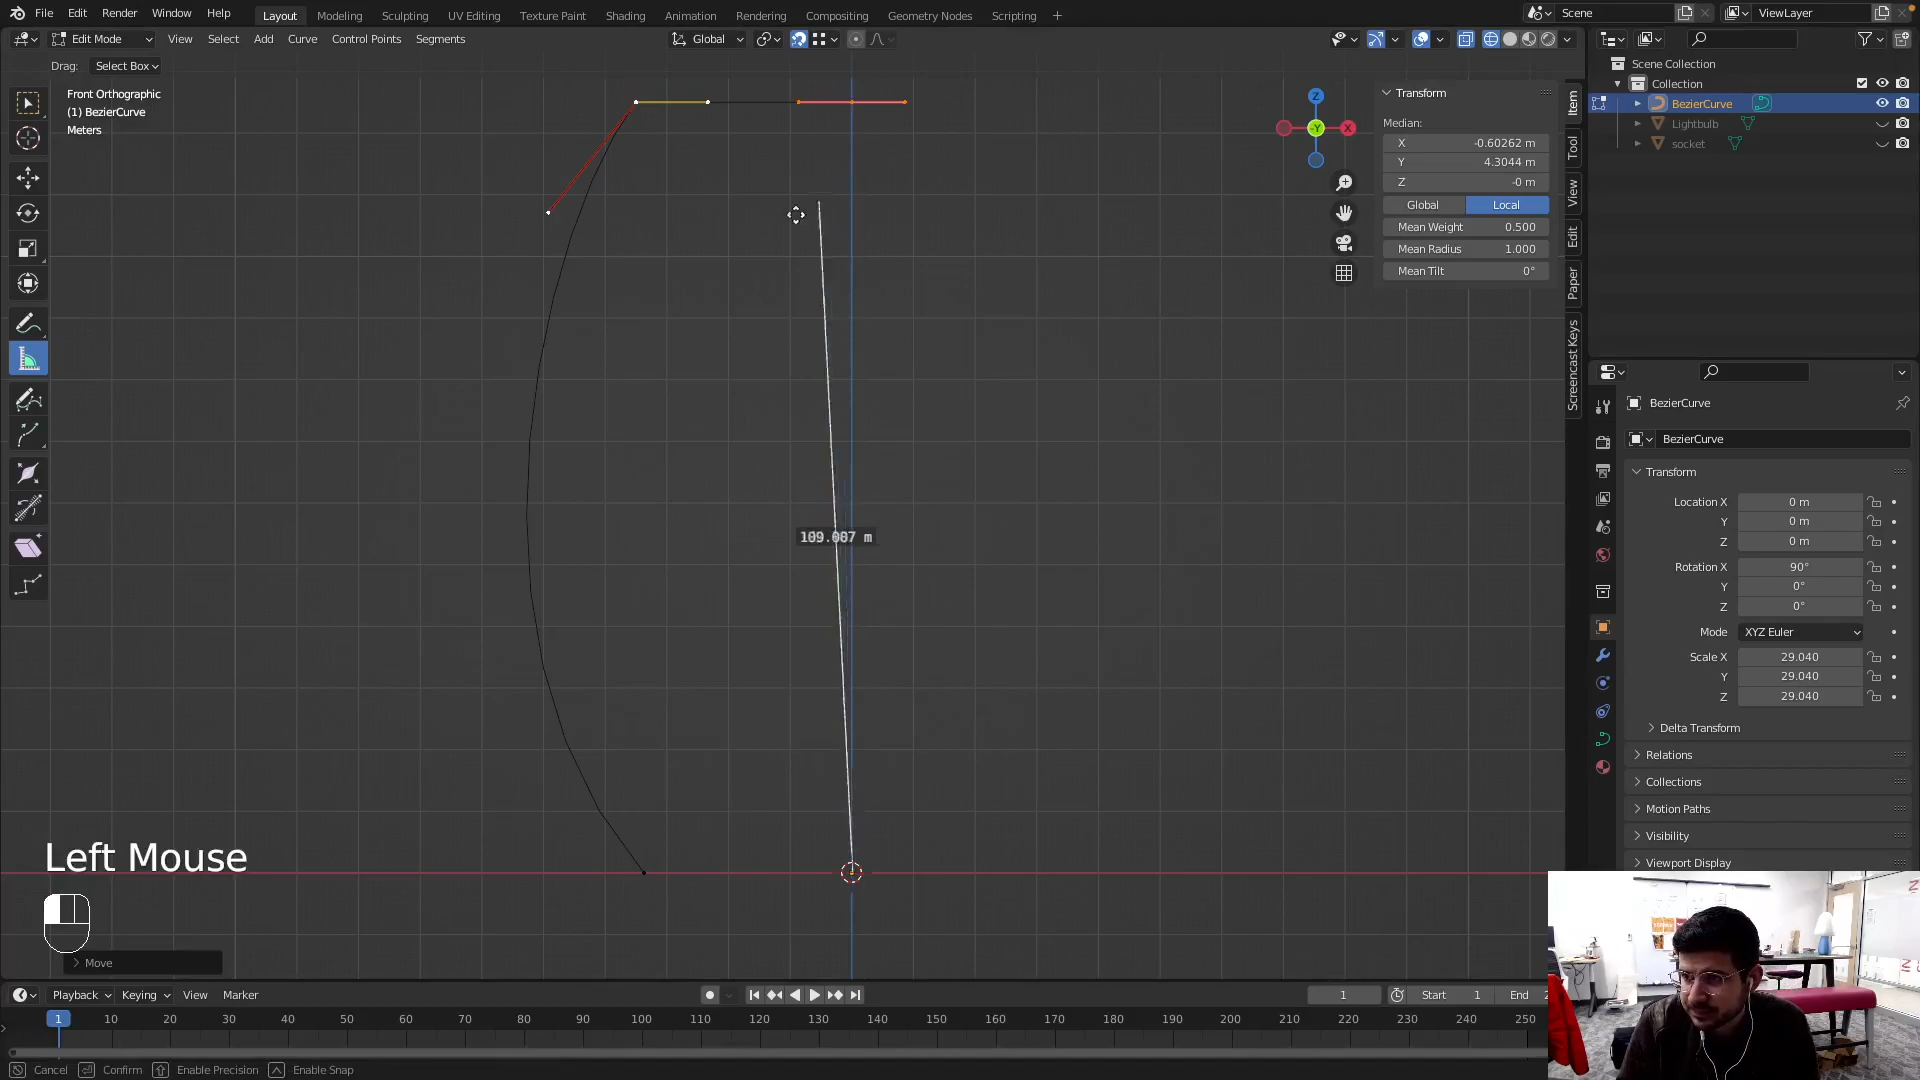 File Edit Render Window Help Layout Modeling Sculpting UV Editing Texture Paint Shading Animation Rendering Compositing Geometry Nodes Scripting Scene ViewLayer
Edit Mode View Select Add Curve Control Points Segments Global
Drag: Select Box
Front Orthographic
(1) BezierCurve
Meters
109.007 m
Z
-Y
X
Transform
Median:
X -0.60262 m
Y 4.3044 m
Z -0 m
Global Local
Mean Weight 0.500
Mean Radius 1.000
Mean Tilt 0°
Item
Tool
View
Edit
Paper
Screencast Keys
Scene Collection
Collection
BezierCurve
Lightbulb
socket
BezierCurve
BezierCurve
Transform
Location X 0 m
Y 0 m
Z 0 m
Rotation X 90°
Y 0°
Z 0°
Mode XYZ Euler
Scale X 29.040
Y 29.040
Z 29.040
Delta Transform
Relations
Collections
Motion Paths
Visibility
Viewport Display
Left Mouse
Move
Playback Keying View Marker 1 Start 1 End 2
1 10 20 30 40 50 60 70 80 90 100 110 120 130 140 150 160 170 180 190 200 210 220 230 240 250
Cancel Confirm Enable Precision Enable Snap